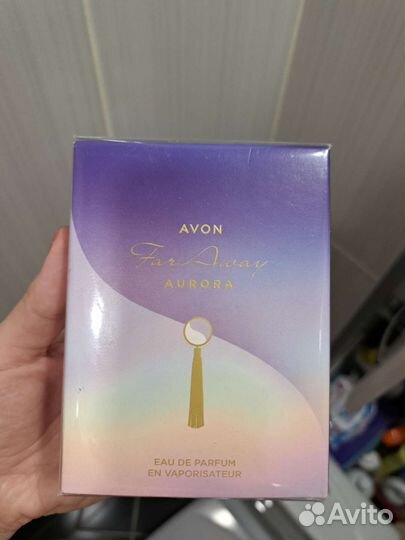 AVON
Far Away
AURORA
EAU DE PARFUM
EN VAPORISATEUR
Avito